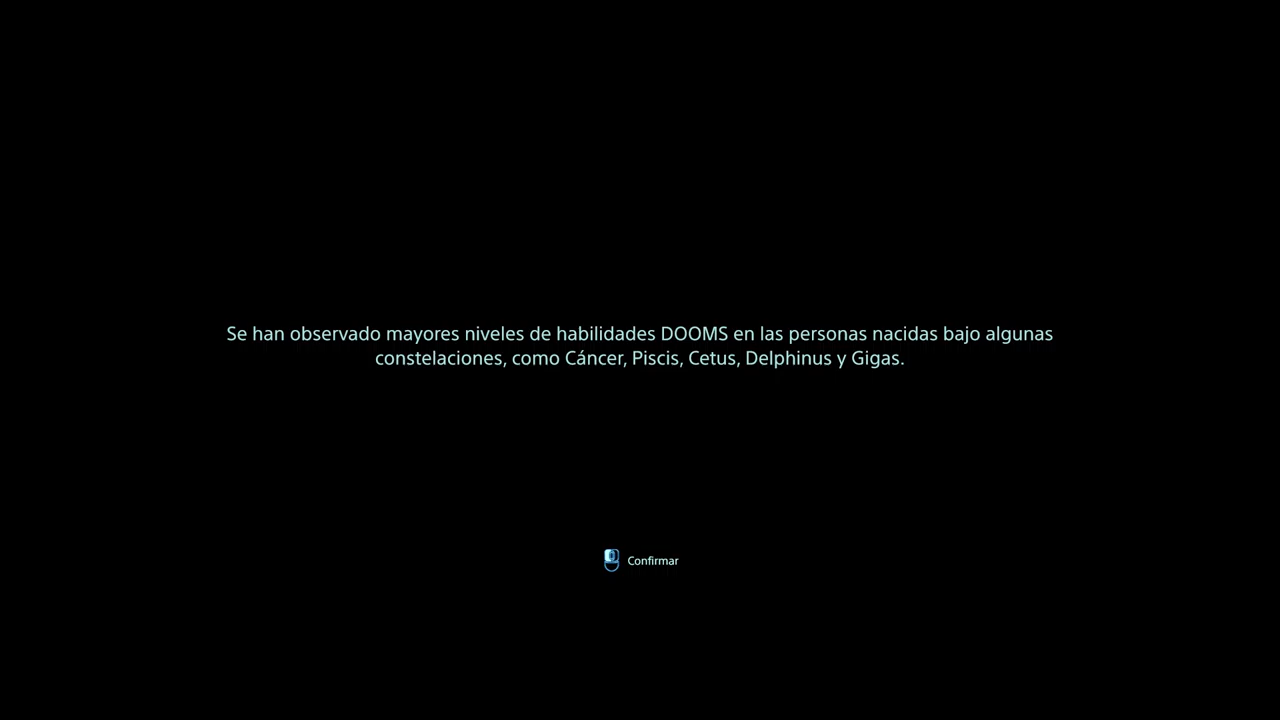 Se han observado mayores niveles de habilidades DOOMS en las personas nacidas bajo algunas
constelaciones, como Cáncer, Piscis, Cetus, Delphinus y Gigas.
Confirmar